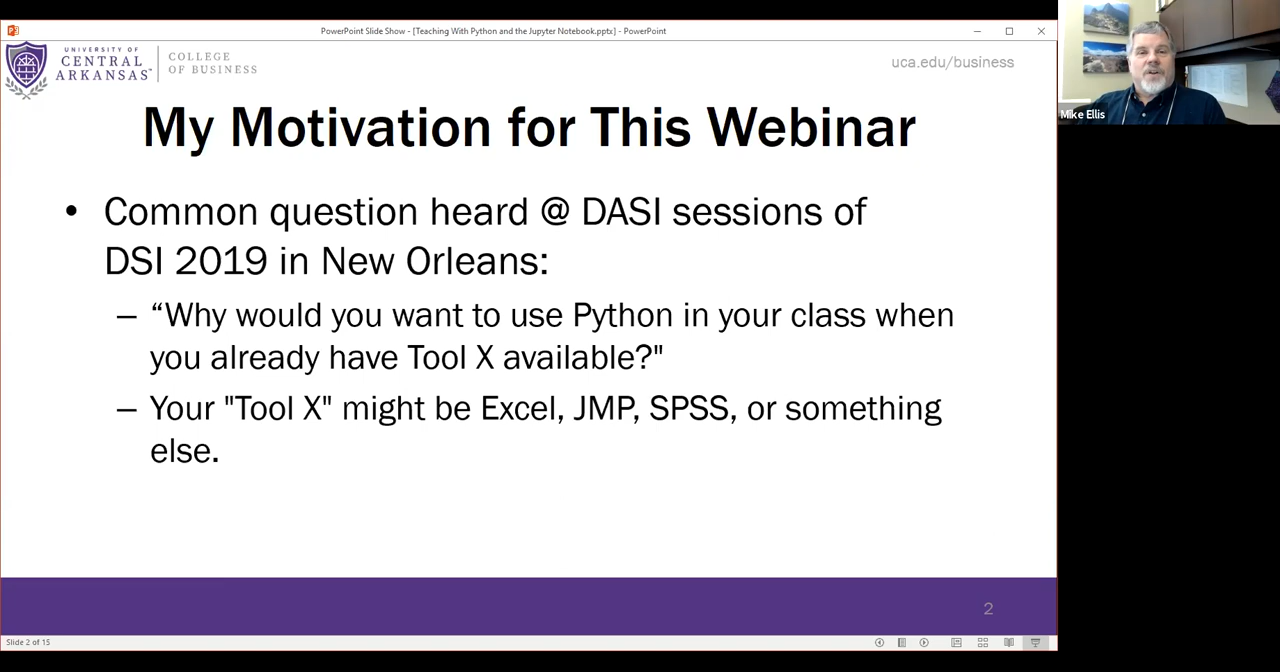 PowerPoint Slide Show - [Teaching With Python and the Jupyter Notebook.pptx] - PowerPoint
UNIVERSITY OF
CENTRAL
ARKANSAS™
COLLEGE
OF BUSINESS
uca.edu/business
Mike Ellis
My Motivation for This Webinar
• Common question heard @ DASI sessions of
DSI 2019 in New Orleans:
– “Why would you want to use Python in your class when
you already have Tool X available?"
– Your "Tool X" might be Excel, JMP, SPSS, or something
else.
2
Slide 2 of 15